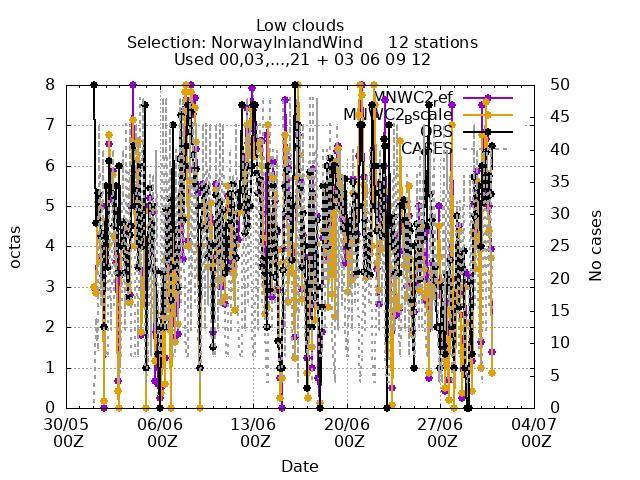 Low clouds
Selection: NorwayInlandWind 12 stations
Used 00,03,...,21 + 03 06 09 12
8 50
MNWC2ref
45
MNWC2Bscale
7
OBS
40
CASES
6
35
5
30
octas
No cases
4
25
3
20
15
2
10
1
5
0 0
30/05 06/06 13/06 20/06 27/06 04/07
00Z 00Z 00Z 00Z 00Z 00Z
Date